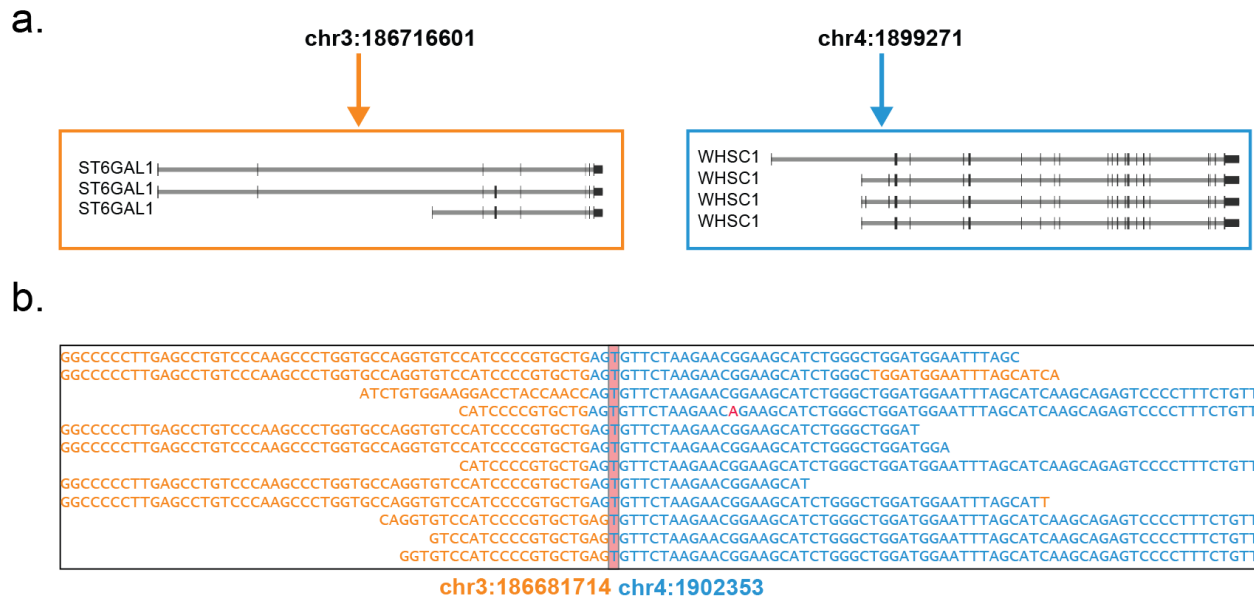 a.
chr3:186716601
chr4:1899271
ST6GAL1
ST6GAL1
ST6GAL1
WHSC1
WHSC1
WHSC1
WHSC1
b.
GGCCCCCTTGAGCCTGTCCCAAGCCCTGGTGCCAGGTGTCCATCCCCGTGCTGAGTGTTCTAAGAACGGAAGCATCTGGGCTGGATGGAATTTAGC
GGCCCCCTTGAGCCTGTCCCAAGCCCTGGTGCCAGGTGTCCATCCCCGTGCTGAGTGTTCTAAGAACGGAAGCATCTGGGCTGGATGGAATTTAGCATCA
ATCTGTGGAAGGACCTACCAACCAGTGTTCTAAGAACGGAAGCATCTGGGCTGGATGGAATTTAGCATCAAGCAGAGTCCCCTTTCTGTT
CATCCCCGTGCTGAGTGTTCTAAGAACAGAAGCATCTGGGCTGGATGGAATTTAGCATCAAGCAGAGTCCCCTTTCTGTT
GGCCCCCTTGAGCCTGTCCCAAGCCCTGGTGCCAGGTGTCCATCCCCGTGCTGAGTGTTCTAAGAACGGAAGCATCTGGGCTGGAT
GGCCCCCTTGAGCCTGTCCCAAGCCCTGGTGCCAGGTGTCCATCCCCGTGCTGAGTGTTCTAAGAACGGAAGCATCTGGGCTGGATGGA
CATCCCCGTGCTGAGTGTTCTAAGAACGGAAGCATCTGGGCTGGATGGAATTTAGCATCAAGCAGAGTCCCCTTTCTGTT
GGCCCCCTTGAGCCTGTCCCAAGCCCTGGTGCCAGGTGTCCATCCCCGTGCTGAGTGTTCTAAGAACGGAAGCAT
GGCCCCCTTGAGCCTGTCCCAAGCCCTGGTGCCAGGTGTCCATCCCCGTGCTGAGTGTTCTAAGAACGGAAGCATCTGGGCTGGATGGAATTTAGCATT
CAGGTGTCCATCCCCGTGCTGAGTGTTCTAAGAACGGAAGCATCTGGGCTGGATGGAATTTAGCATCAAGCAGAGTCCCCTTTCTGTT
GTCCATCCCCGTGCTGAGTGTTCTAAGAACGGAAGCATCTGGGCTGGATGGAATTTAGCATCAAGCAGAGTCCCCTTTCTGTT
GGTGTCCATCCCCGTGCTGAGTGTTCTAAGAACGGAAGCATCTGGGCTGGATGGAATTTAGCATCAAGCAGAGTCCCCTTTCTGTT
chr3:186681714 chr4:1902353